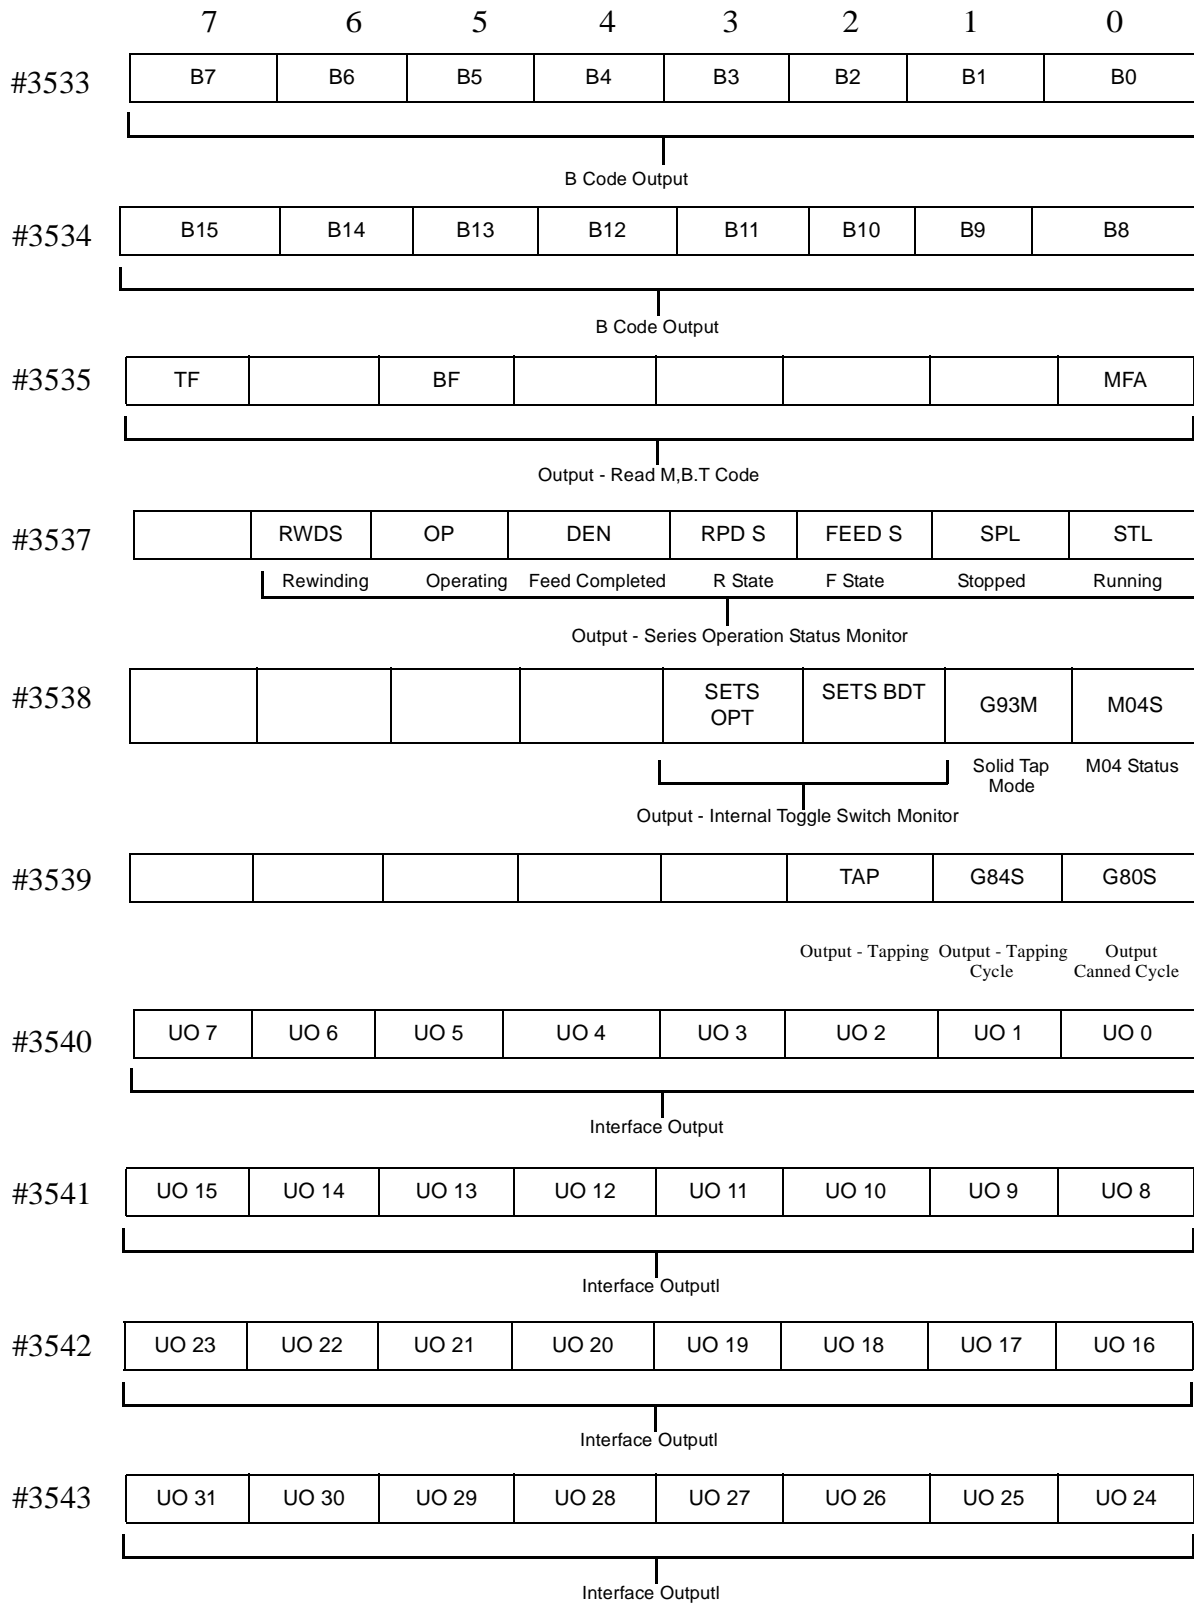 7 6 5 4 3 2 1 0
#3533 B7 B6 B5 B4 B3 B2 B1 B0
B Code Output
#3534 B15 B14 B13 B12 B11 B10 B9 B8
B Code Output
#3535 TF BF MFA
Output - Read M,B.T Code
#3537 RWDS OP DEN RPD S FEED S SPL STL
Rewinding Operating Feed Completed R State F State Stopped Running
Output - Series Operation Status Monitor
#3538 SETS OPT SETS BDT G93M M04S
Solid Tap Mode M04 Status
Output - Internal Toggle Switch Monitor
#3539 TAP G84S G80S
Output - Tapping Output - Tapping Cycle Output Canned Cycle
#3540 UO 7 UO 6 UO 5 UO 4 UO 3 UO 2 UO 1 UO 0
Interface Output
#3541 UO 15 UO 14 UO 13 UO 12 UO 11 UO 10 UO 9 UO 8
Interface Outputl
#3542 UO 23 UO 22 UO 21 UO 20 UO 19 UO 18 UO 17 UO 16
Interface Outputl
#3543 UO 31 UO 30 UO 29 UO 28 UO 27 UO 26 UO 25 UO 24
Interface Outputl